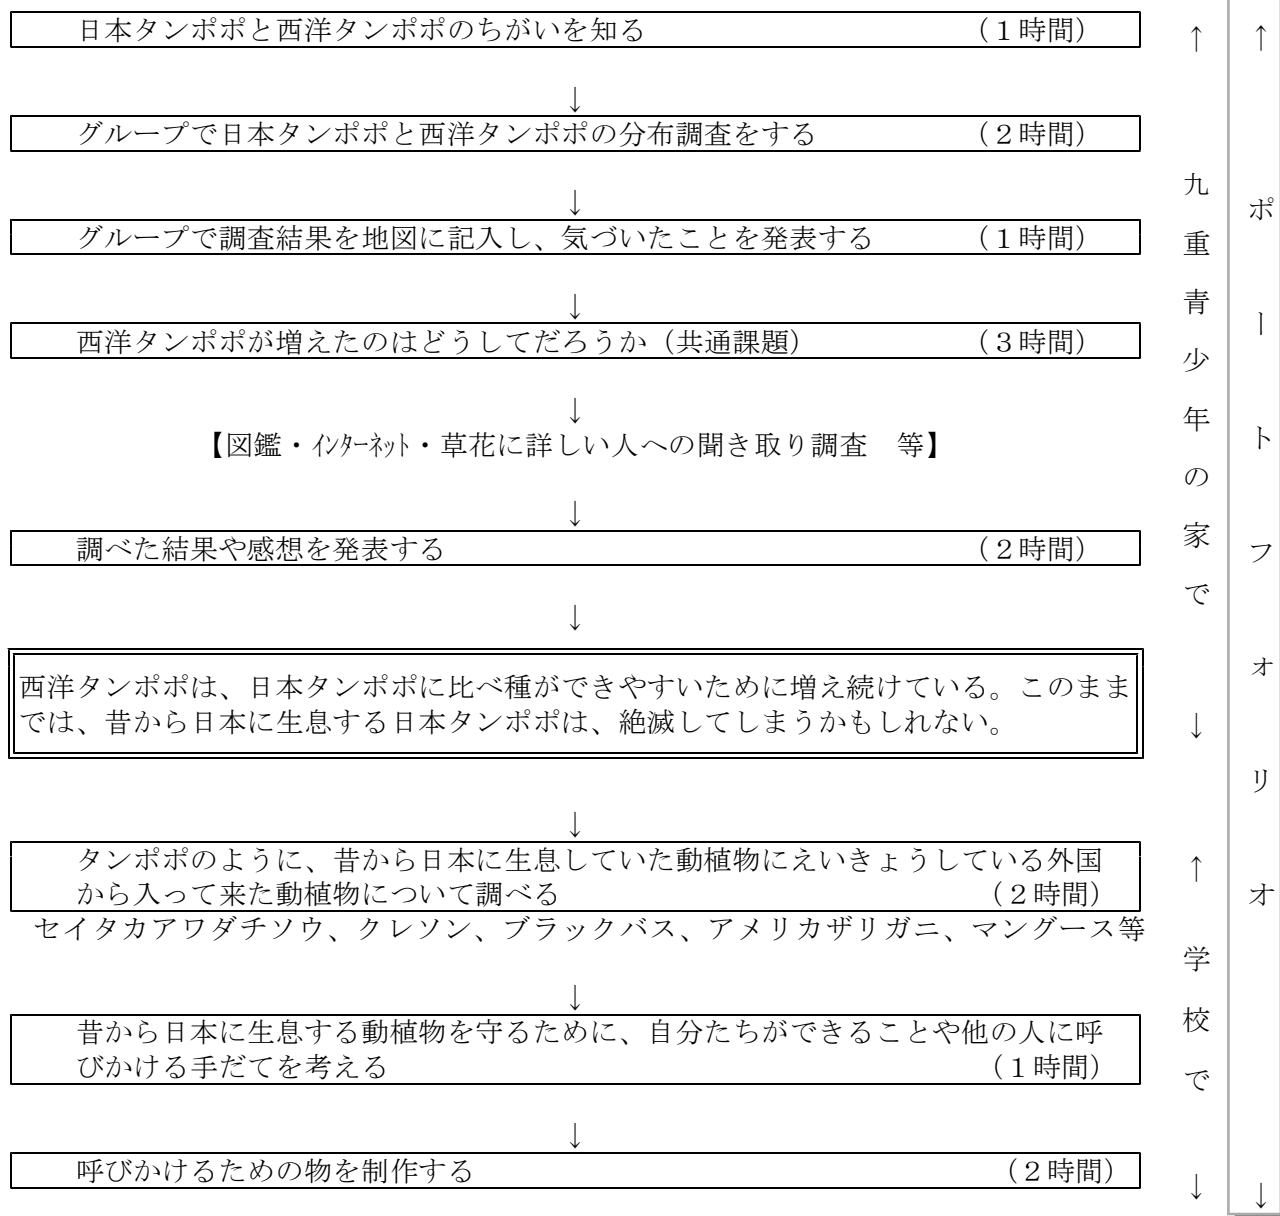 日本タンポポと西洋タンポポのちがいを知る （１時間）
↓
グループで日本タンポポと西洋タンポポの分布調査をする （２時間）
↓
グループで調査結果を地図に記入し、気づいたことを発表する （１時間）
↓
西洋タンポポが増えたのはどうしてだろうか（共通課題） （３時間）
↓
【図鑑・ｲﾝﾀｰﾈｯﾄ・草花に詳しい人への聞き取り調査　等】
↓
調べた結果や感想を発表する （２時間）
↓
西洋タンポポは、日本タンポポに比べ種ができやすいために増え続けている。このまま
では、昔から日本に生息する日本タンポポは、絶滅してしまうかもしれない。
↓
タンポポのように、昔から日本に生息していた動植物にえいきょうしている外国
から入って来た動植物について調べる （２時間）
セイタカアワダチソウ、クレソン、ブラックバス、アメリカザリガニ、マングース等
↓
昔から日本に生息する動植物を守るために、自分たちができることや他の人に呼
びかける手だてを考える （１時間）
↓
呼びかけるための物を制作する （２時間）
↑九重青少年の家で↓
↑学校で↓
↑ポートフォリオ↓